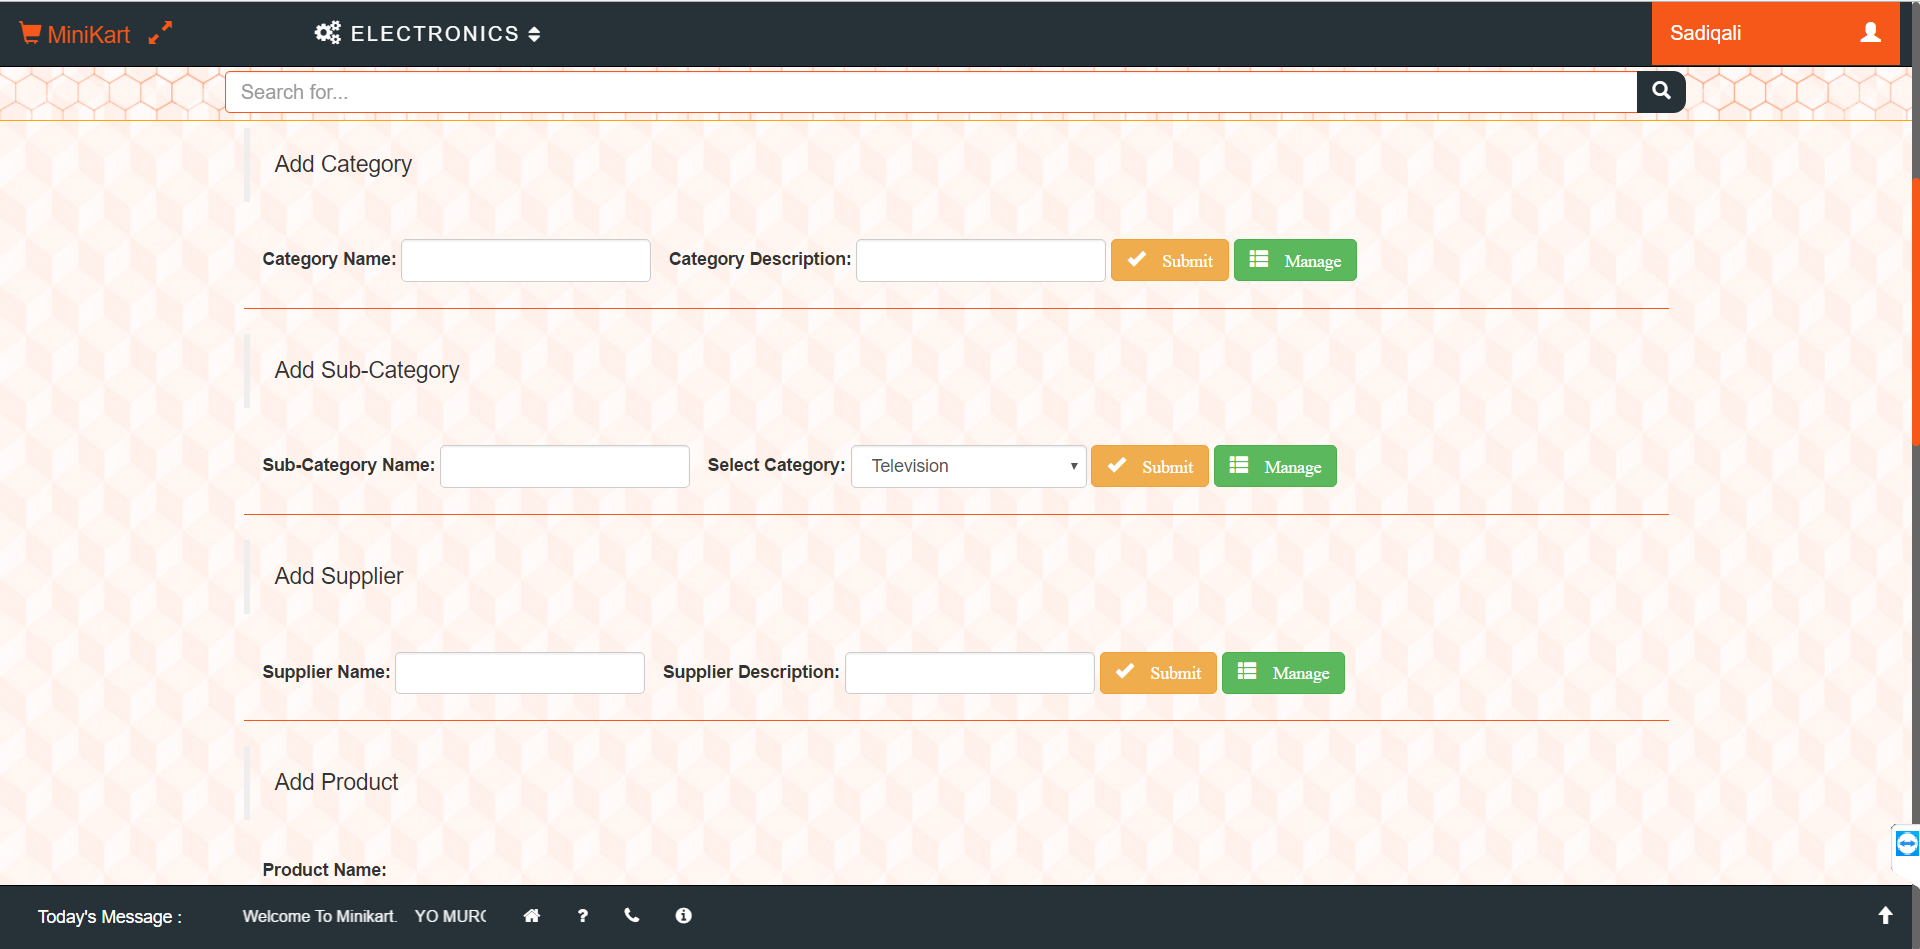 MiniKart
ELECTRONICS
Sadiqali
Search for...
Add Category
Category Name:
Category Description:
Submit
Manage
Add Sub-Category
Sub-Category Name:
Select Category:
Television
Submit
Manage
Add Supplier
Supplier Name:
Supplier Description:
Submit
Manage
Add Product
Product Name:
Today's Message :
Welcome To Minikart. YO